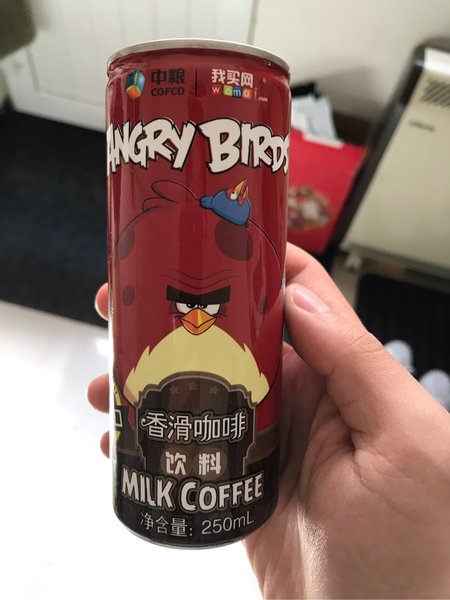 中粮 我买网
COFCO womai.com
ANGRY BIRDS
香滑咖啡
饮料
MILK COFFEE
净含量: 250mL